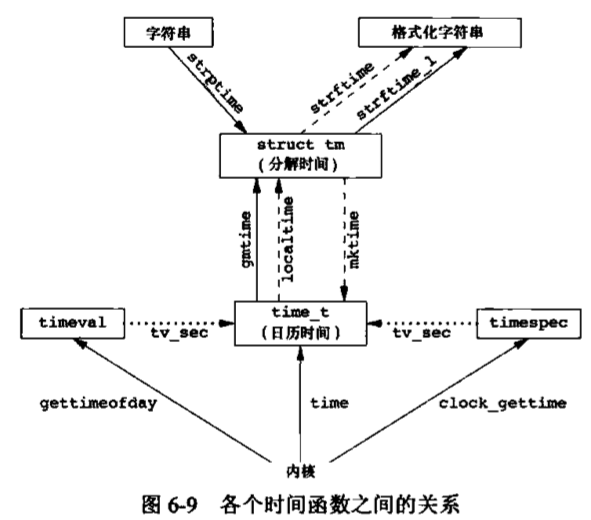 字符串
格式化字符串
strptime
strftime
strftime_l
struct tm
(分解时间)
gmtime
localtime
mktime
timeval
tv_sec
time_t
(日历时间)
tv_sec
timespec
gettimeofday
time
clock_gettime
内核
图 6-9 各个时间函数之间的关系